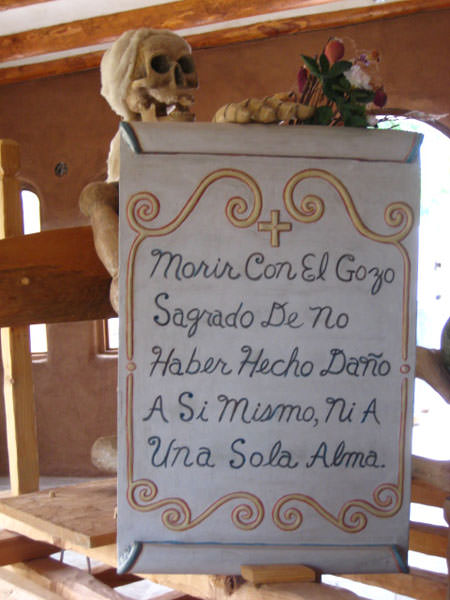 Morir Con El Gozo
Sagrado De No
Haber Hecho Daño
A Si Mismo, Ni A
Una Sola Alma.